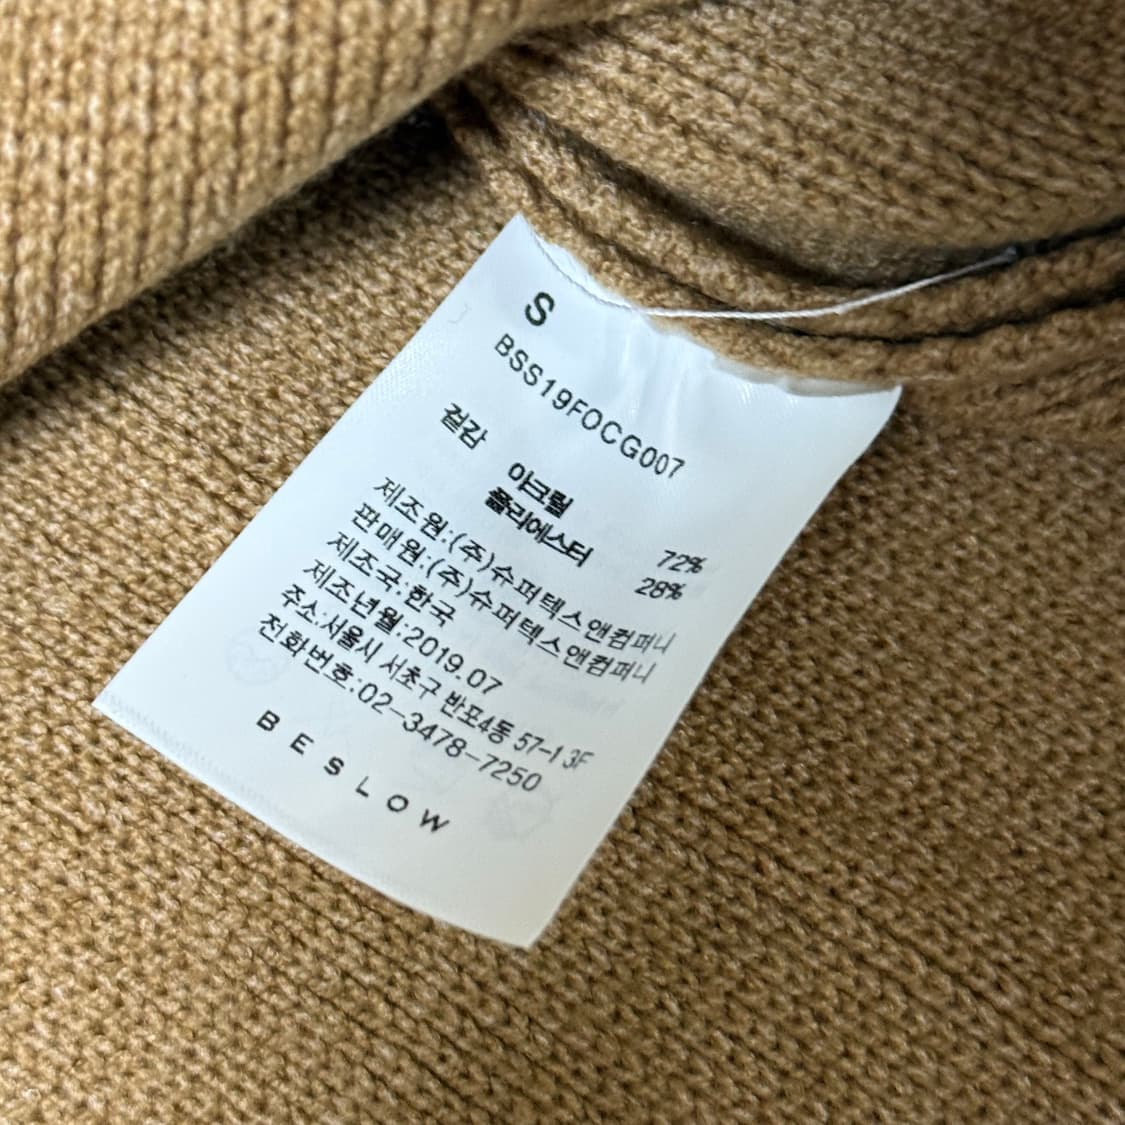 S
BSS19FOCG007
겉감
아크릴 72%
폴리에스터 28%
제조원:(주)슈퍼텍스앤컴퍼니
판매원:(주)슈퍼텍스앤컴퍼니
제조국:한국
제조년월:2019.07
주소:서울시 서초구 반포4동 57-1 3F
전화번호:02-3478-7250
BESLOW